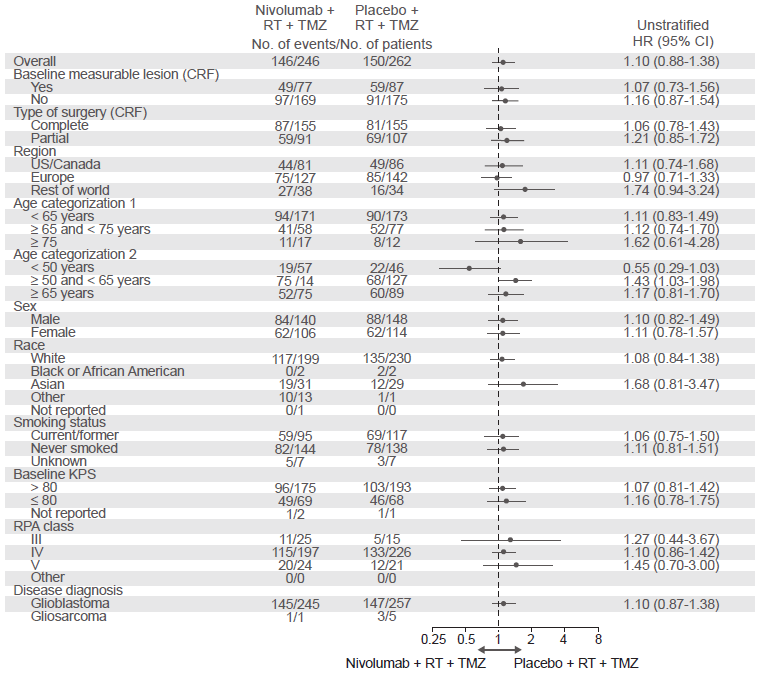 Nivolumab + RT + TMZ Placebo + RT + TMZ Unstratified HR (95% CI)
No. of events/No. of patients
Overall 146/246 150/262 1.10 (0.88-1.38)
Baseline measurable lesion (CRF)
Yes 49/77 59/87 1.07 (0.73-1.56)
No 97/169 91/175 1.16 (0.87-1.54)
Type of surgery (CRF)
Complete 87/155 81/155 1.06 (0.78-1.43)
Partial 59/91 69/107 1.21 (0.85-1.72)
Region
US/Canada 44/81 49/86 1.11 (0.74-1.68)
Europe 75/127 85/142 0.97 (0.71-1.33)
Rest of world 27/38 16/34 1.74 (0.94-3.24)
Age categorization 1
< 65 years 94/171 90/173 1.11 (0.83-1.49)
≥ 65 and < 75 years 41/58 52/77 1.12 (0.74-1.70)
≥ 75 11/17 8/12 1.62 (0.61-4.28)
Age categorization 2
< 50 years 19/57 22/46 0.55 (0.29-1.03)
≥ 50 and < 65 years 75 /14 68/127 1.43 (1.03-1.98)
≥ 65 years 52/75 60/89 1.17 (0.81-1.70)
Sex
Male 84/140 88/148 1.10 (0.82-1.49)
Female 62/106 62/114 1.11 (0.78-1.57)
Race
White 117/199 135/230 1.08 (0.84-1.38)
Black or African American 0/2 2/2
Asian 19/31 12/29 1.68 (0.81-3.47)
Other 10/13 1/1
Not reported 0/1 0/0
Smoking status
Current/former 59/95 69/117 1.06 (0.75-1.50)
Never smoked 82/144 78/138 1.11 (0.81-1.51)
Unknown 5/7 3/7
Baseline KPS
> 80 96/175 103/193 1.07 (0.81-1.42)
≤ 80 49/69 46/68 1.16 (0.78-1.75)
Not reported 1/2 1/1
RPA class
III 11/25 5/15 1.27 (0.44-3.67)
IV 115/197 133/226 1.10 (0.86-1.42)
V 20/24 12/21 1.45 (0.70-3.00)
Other 0/0 0/0
Disease diagnosis
Glioblastoma 145/245 147/257 1.10 (0.87-1.38)
Gliosarcoma 1/1 3/5
0.25 0.5 1 2 4 8
Nivolumab + RT + TMZ Placebo + RT + TMZ